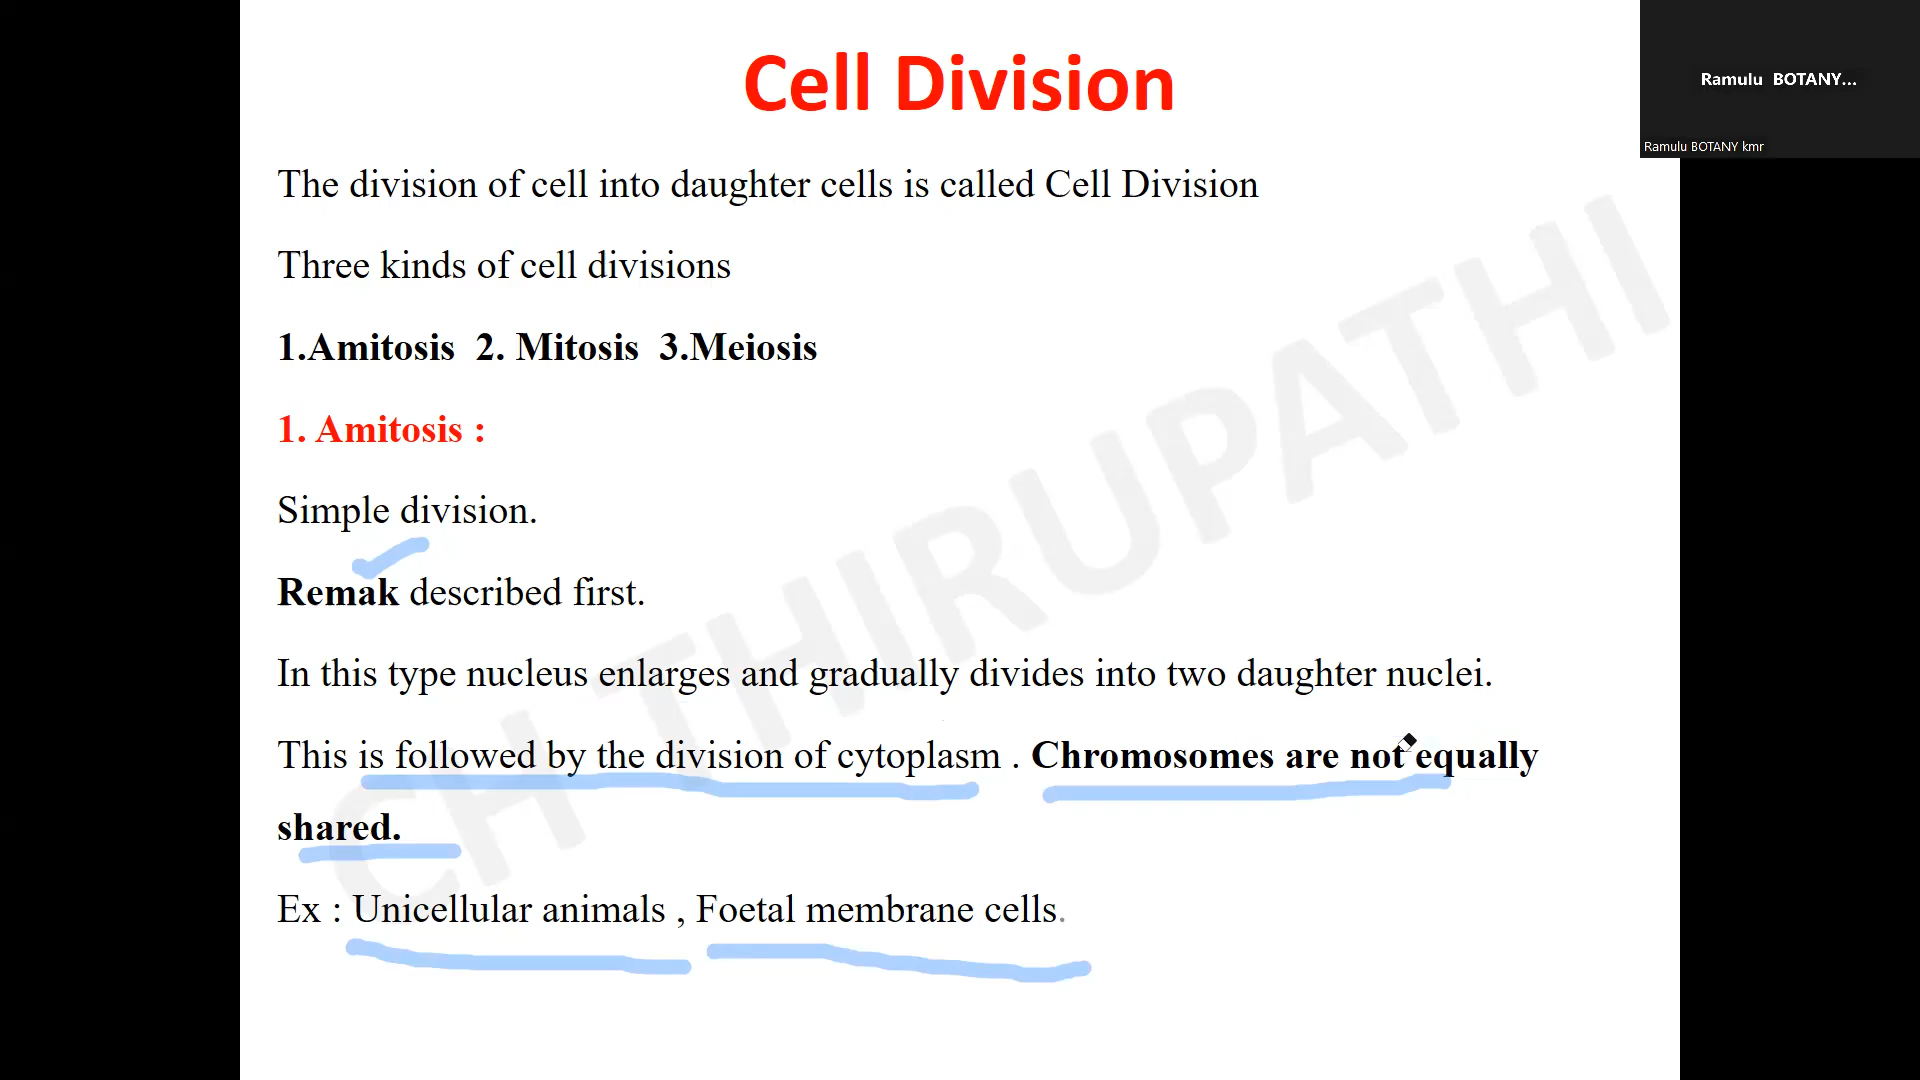 Cell Division
Ramulu BOTANY...
Ramulu BOTANY kmr
The division of cell into daughter cells is called Cell Division
Three kinds of cell divisions
1.Amitosis 2. Mitosis 3.Meiosis
1. Amitosis :
Simple division.
Remak described first.
In this type nucleus enlarges and gradually divides into two daughter nuclei.
This is followed by the division of cytoplasm . Chromosomes are not equally
shared.
Ex : Unicellular animals , Foetal membrane cells.
CH THIRUPATHI